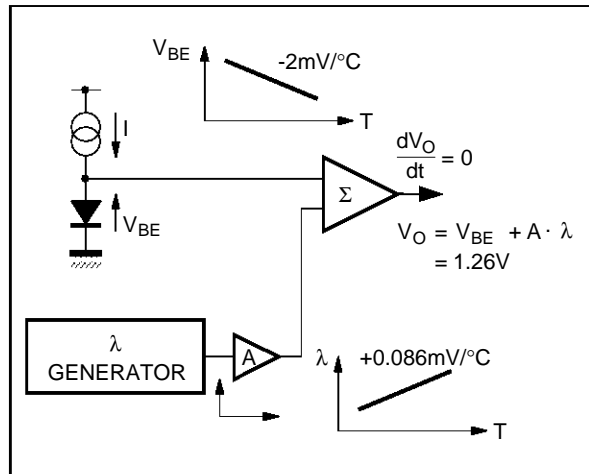 V_BE
-2mV/°C
T
I
V_BE
Σ
dV_O
dt
= 0
V_O = V_BE + A · λ
= 1.26V
λ
GENERATOR
A
λ
+0.086mV/°C
T